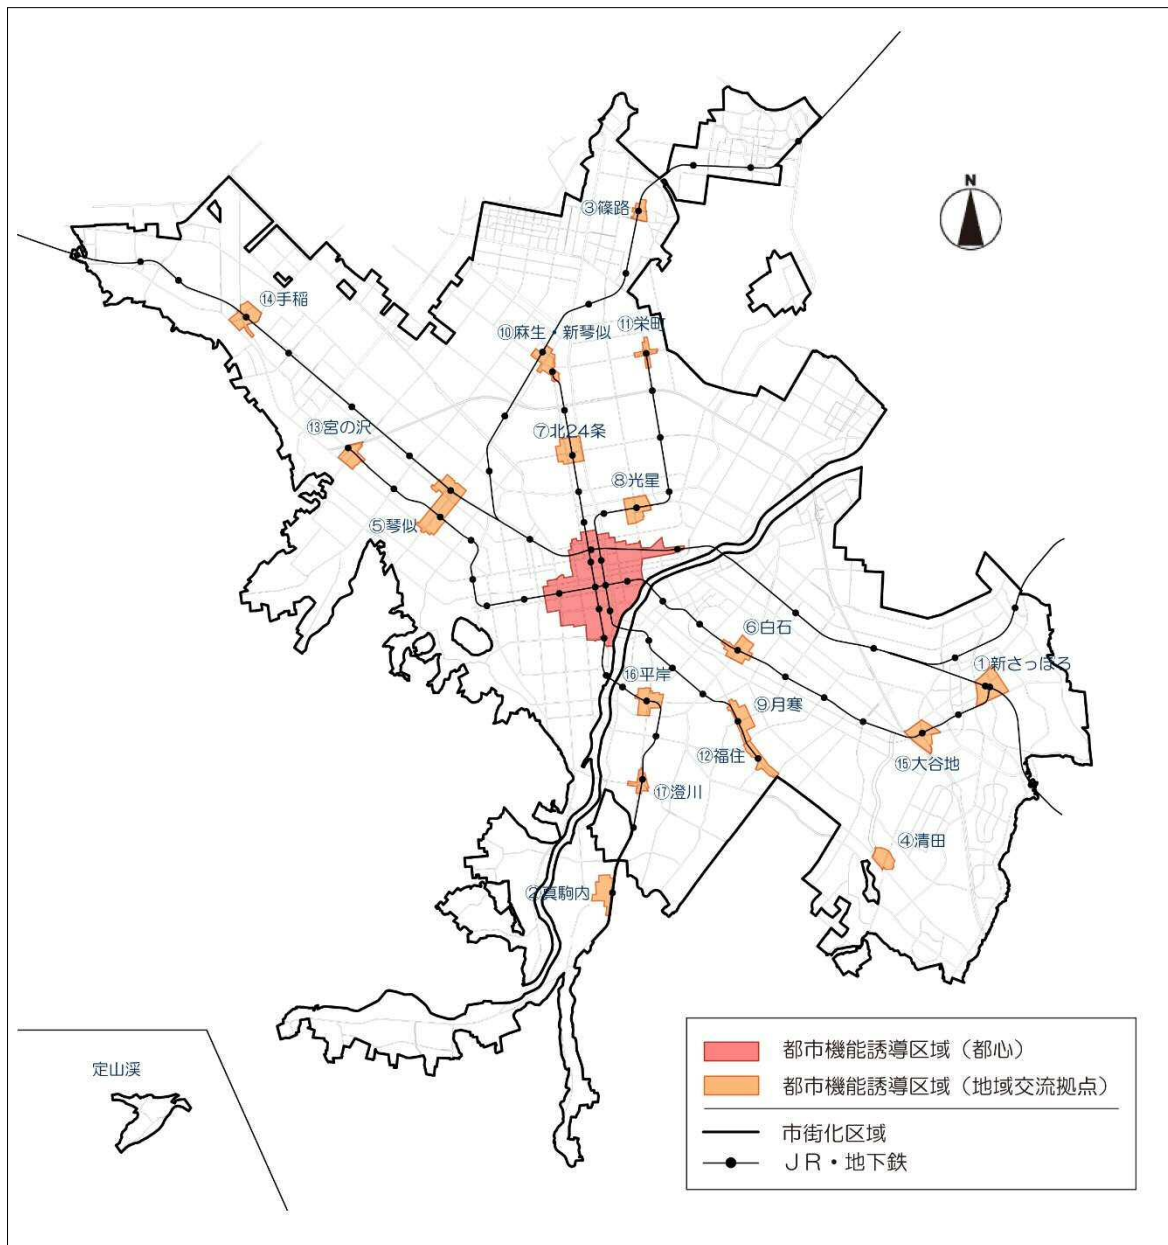 N
③篠路
⑭手稲
⑩麻生・新琴似
⑪栄町
⑬宮の沢
⑦北24条
⑧光星
⑤琴似
⑥白石
①新さっぽろ
⑯平岸
⑨月寒
⑫福住
⑮大谷地
⑰澄川
④清田
②真駒内
定山渓
都市機能誘導区域（都心）
都市機能誘導区域（地域交流拠点）
市街化区域
ＪＲ・地下鉄